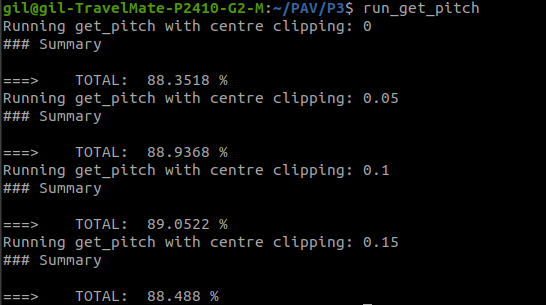 gil@gil-TravelMate-P2410-G2-M:~/PAV/P3$ run_get_pitch
Running get_pitch with centre clipping: 0
### Summary
===>    TOTAL:  88.3518 %
Running get_pitch with centre clipping: 0.05
### Summary
===>    TOTAL:  88.9368 %
Running get_pitch with centre clipping: 0.1
### Summary
===>    TOTAL:  89.0522 %
Running get_pitch with centre clipping: 0.15
### Summary
===>    TOTAL:  88.488 %